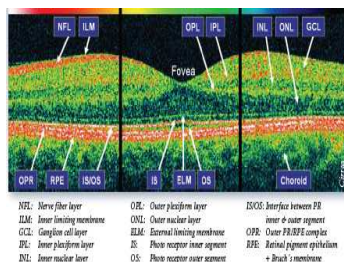 NFL ILM OPL IPL INL ONL GCL
Fovea
OPR RPE IS/OS IS ELM OS Choroid
NFL: Nerve fiber layer
ILM: Inner limiting membrane
GCL: Ganglion cell layer
IPL: Inner plexiform layer
INL: Inner nuclear layer
OPL: Outer plexiform layer
ONL: Outer nuclear layer
ELM: External limiting membrane
IS: Photo receptor inner segment
OS: Photo receptor outer segment
IS/OS: Interface between PR
inner & outer segment
OPR: Outer PR/RPE complex
RPE: Retinal pigment epithelium
+ Bruch's membrane